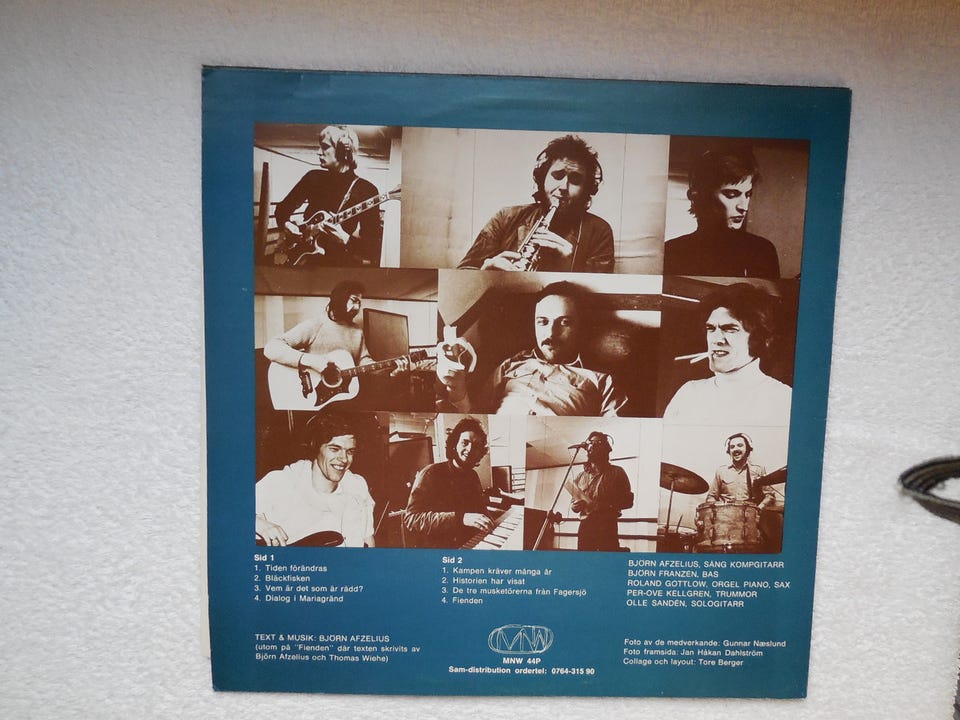 Sid 1
1. Tiden förändras
2. Bläckfisken
3. Vem är det som är rädd?
4. Dialog i Mariagränd
Sid 2
1. Kampen kräver många år
2. Historien har visat
3. De tre musketörerna från Fagersjö
4. Fienden
BJÖRN AFZELIUS, SÅNG KOMPGITARR
BJÖRN FRANZÉN, BAS
ROLAND GOTTLOW, ORGEL PIANO, SAX
PER-OVE KELLGREN, TRUMMOR
OLLE SANDÉN, SOLOGITARR
TEXT & MUSIK: BJÖRN AFZELIUS
(utom på "Fienden" där texten skrivits av
Björn Afzelius och Thomas Wiehe)
MNW
MNW 44P
Sam-distribution ordertel: 0764-315 90
Foto av de medverkande: Gunnar Næslund
Foto framsida: Jan Håkan Dahlström
Collage och layout: Tore Berger